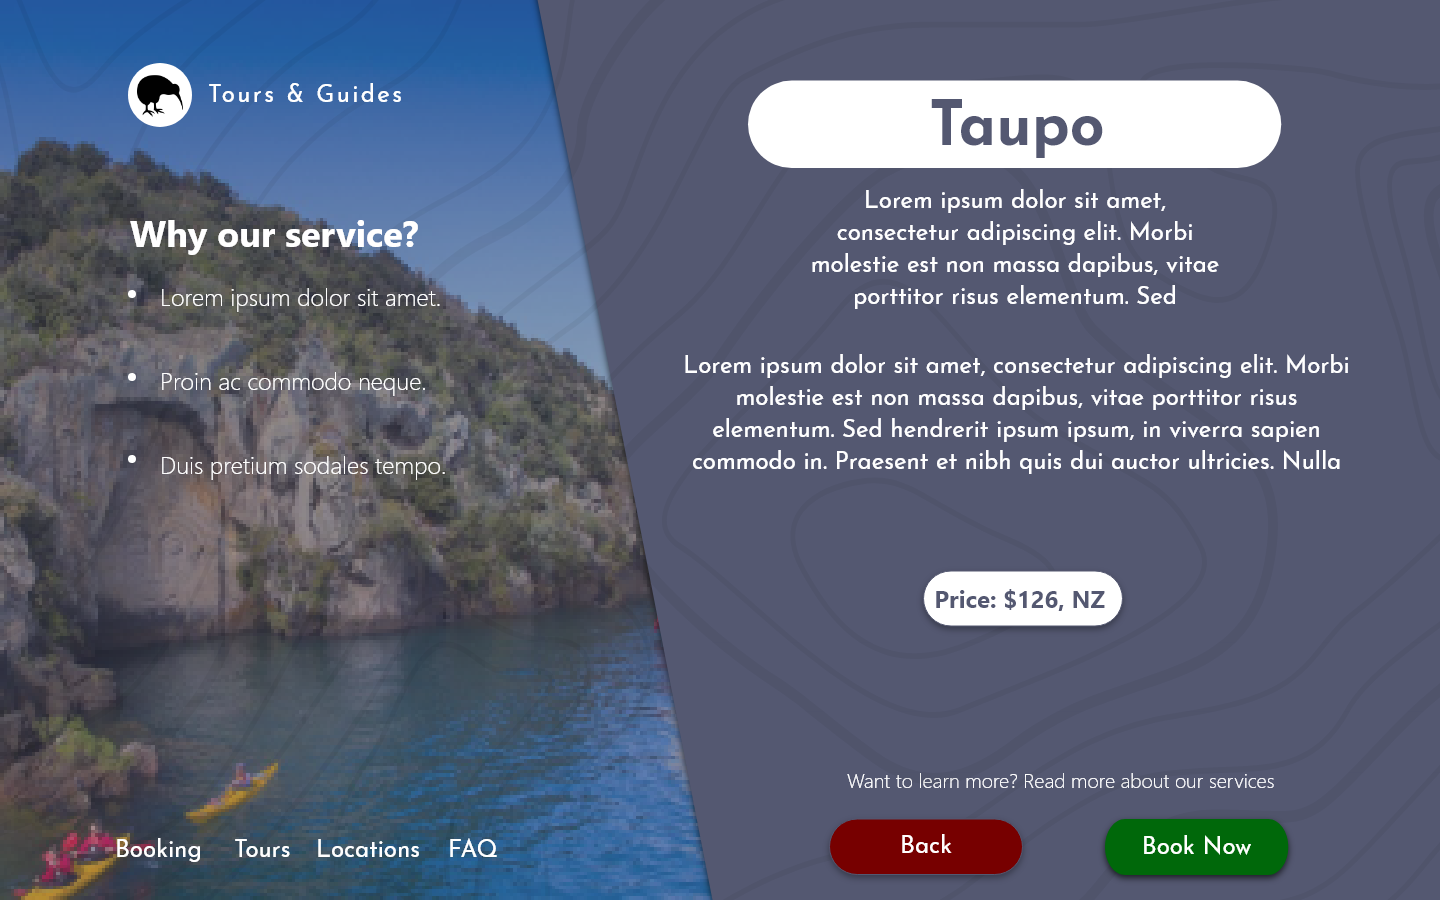 Tours & Guides
Why our service?
Lorem ipsum dolor sit amet.
Proin ac commodo neque.
Duis pretium sodales tempo.
Booking Tours Locations FAQ
Taupo
Lorem ipsum dolor sit amet,
consectetur adipiscing elit. Morbi
molestie est non massa dapibus, vitae
porttitor risus elementum. Sed
Lorem ipsum dolor sit amet, consectetur adipiscing elit. Morbi
molestie est non massa dapibus, vitae porttitor risus
elementum. Sed hendrerit ipsum ipsum, in viverra sapien
commodo in. Praesent et nibh quis dui auctor ultricies. Nulla
Price: $126, NZ
Want to learn more? Read more about our services
Back Book Now